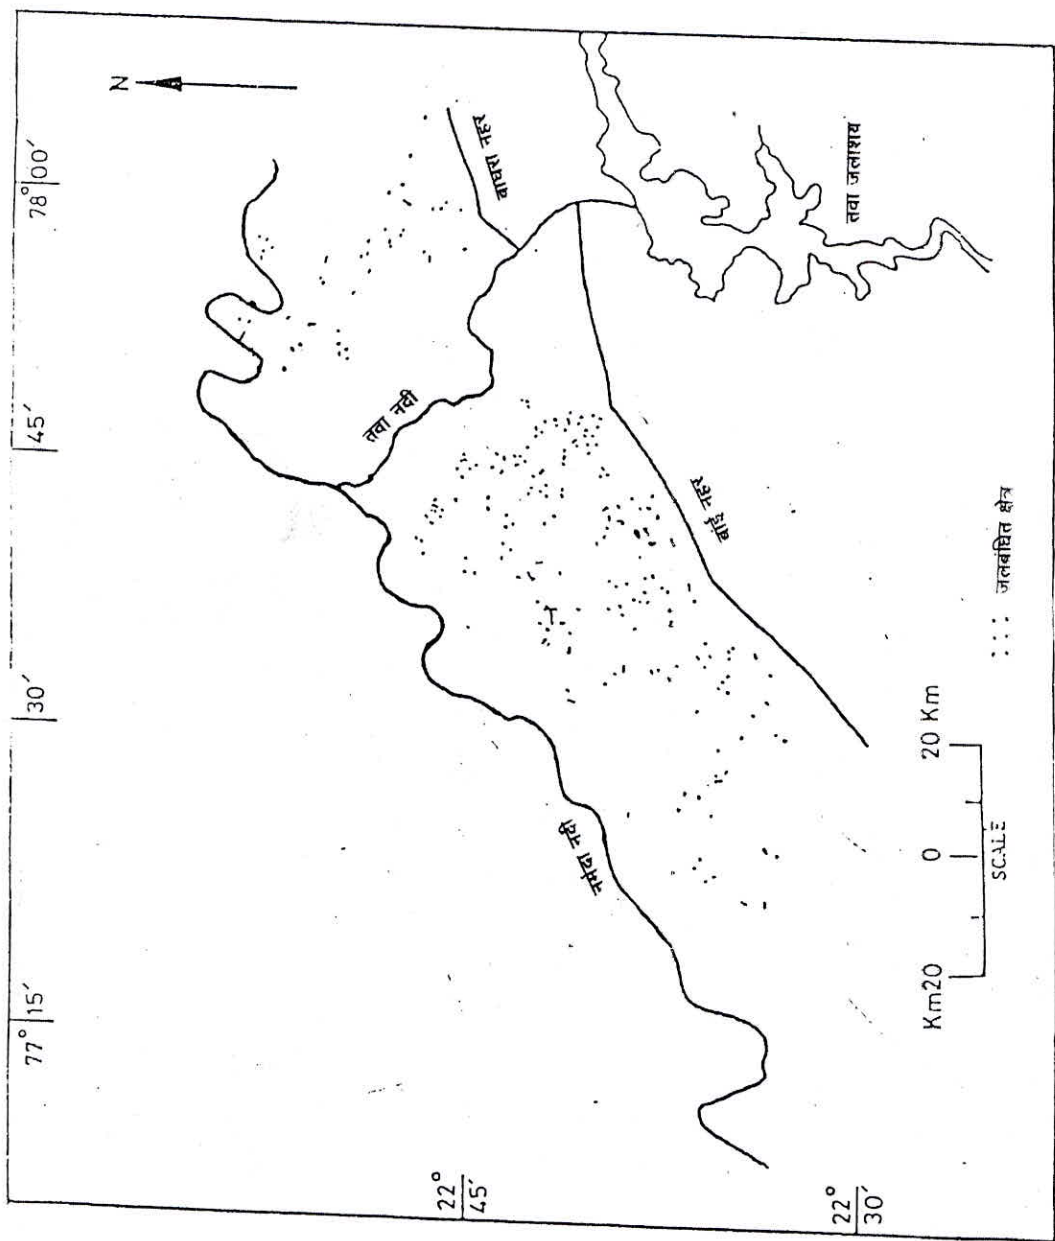 77° 15′
30′
45′
78° 00′
N
22°
45′
22°
30′
तवा नदी
बाघरा नहर
नर्मदा नदी
बाईं नहर
तवा जलाशय
Km20 0 20 Km
SCALE
जलबंधित क्षेत्र